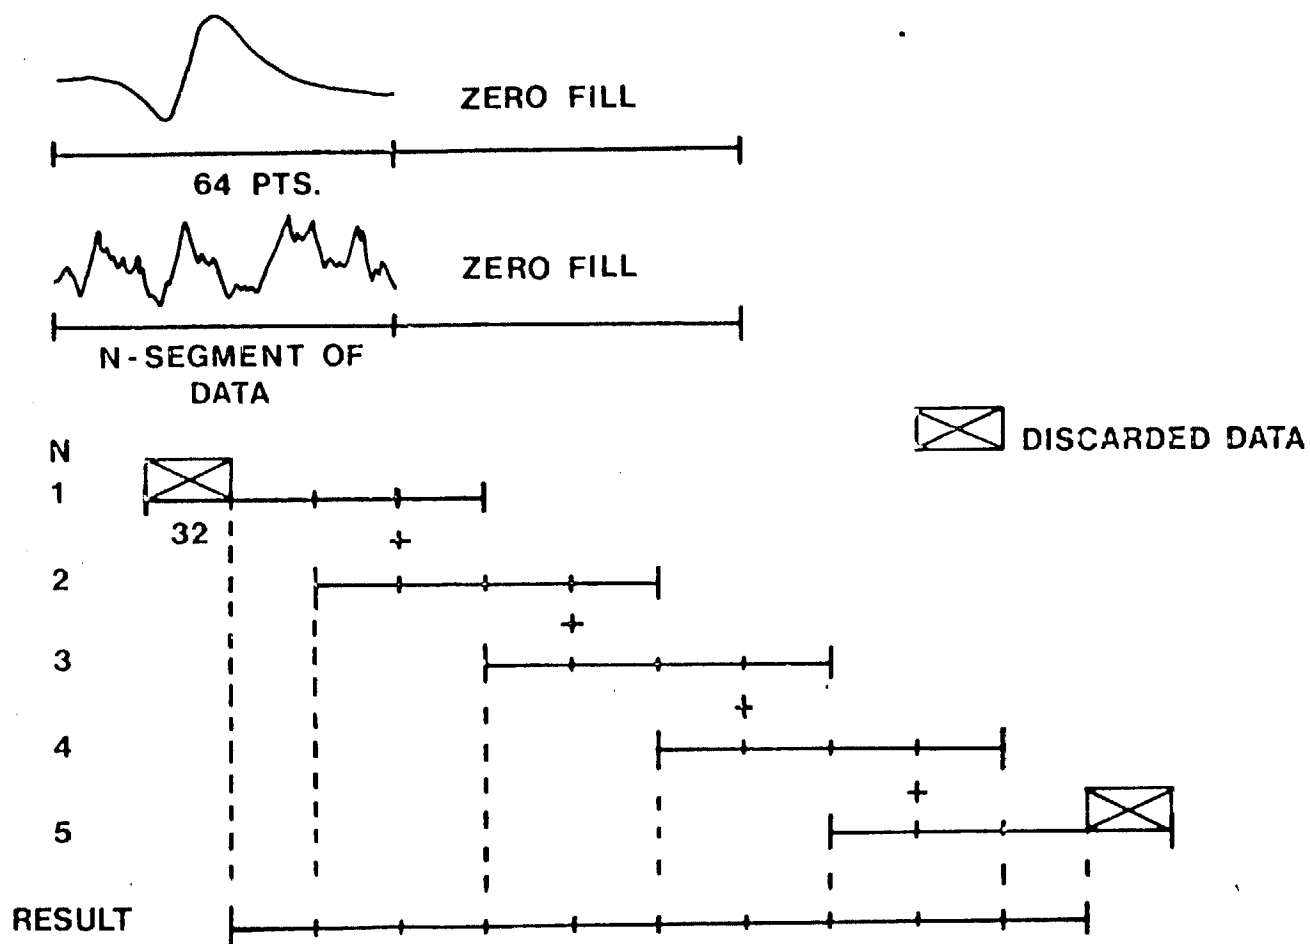 ZERO FILL
64 PTS.
ZERO FILL
N-SEGMENT OF
DATA
DISCARDED DATA
N
1
32
+
2
+
3
+
4
+
5
RESULT